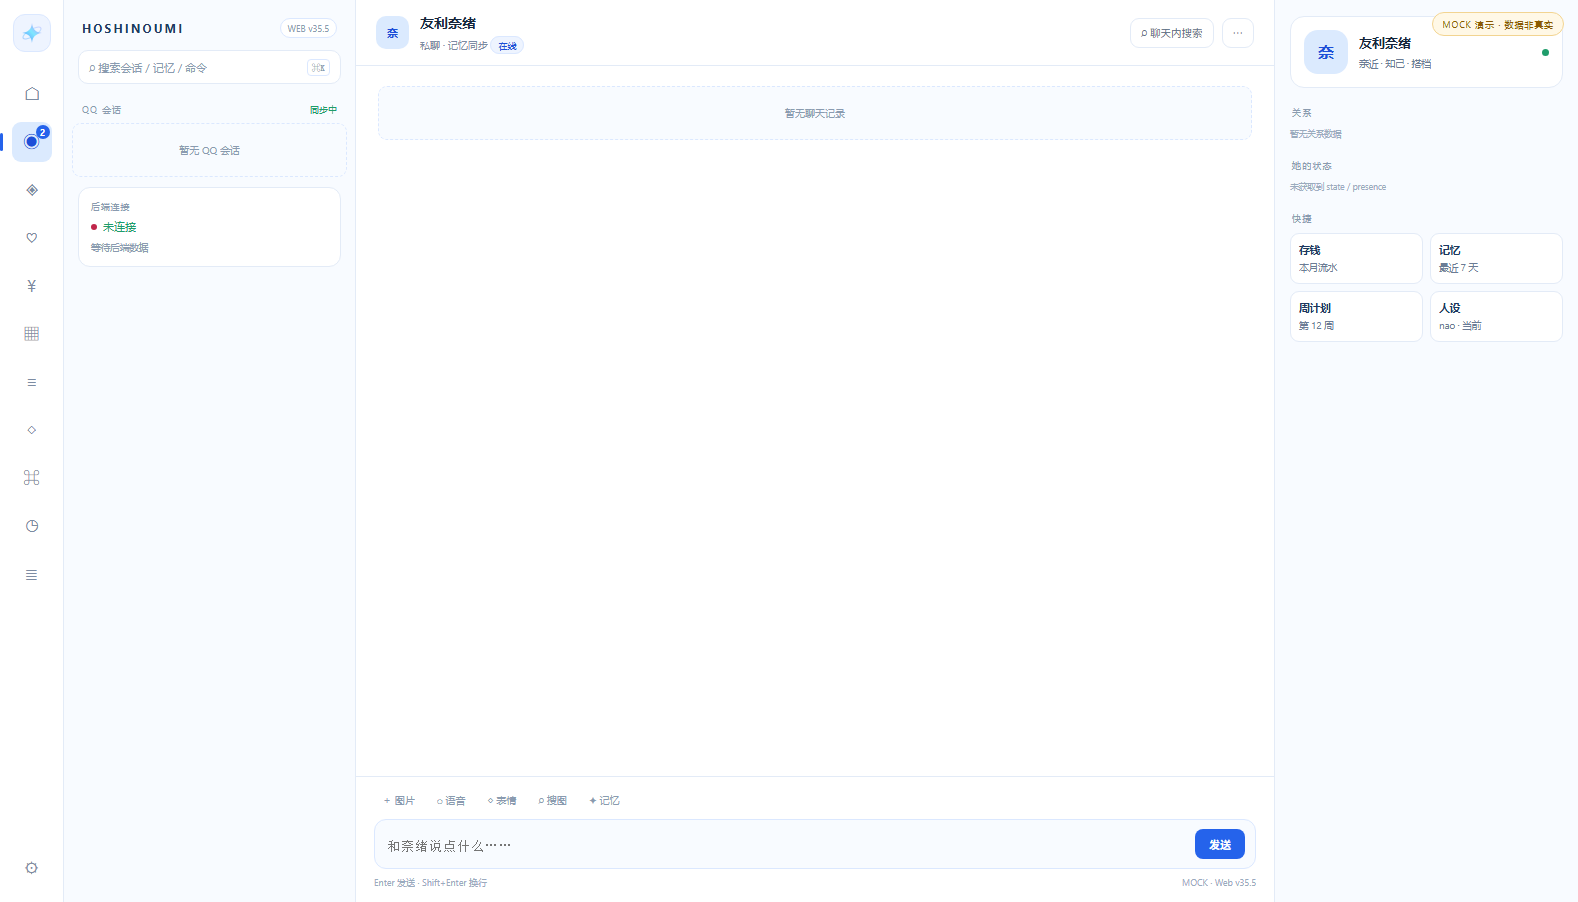 2
HOSHINOUMI
WEB v35.5
搜索会话 / 记忆 / 命令
⌘K
QQ 会话
同步中
暂无 QQ 会话
后端连接
未连接
等待后端数据
奈
友利奈绪
私聊 · 记忆同步
在线
聊天内搜索
···
暂无聊天记录
+ 图片
语音
表情
搜图
记忆
和奈绪说点什么……
发送
Enter 发送 · Shift+Enter 换行
MOCK · Web v35.5
MOCK 演示 · 数据非真实
奈
友利奈绪
亲近 · 知己 · 搭档
关系
暂无关系数据
她的状态
未获取到 state / presence
快捷
存钱
本月流水
记忆
最近 7 天
周计划
第 12 周
人设
nao · 当前